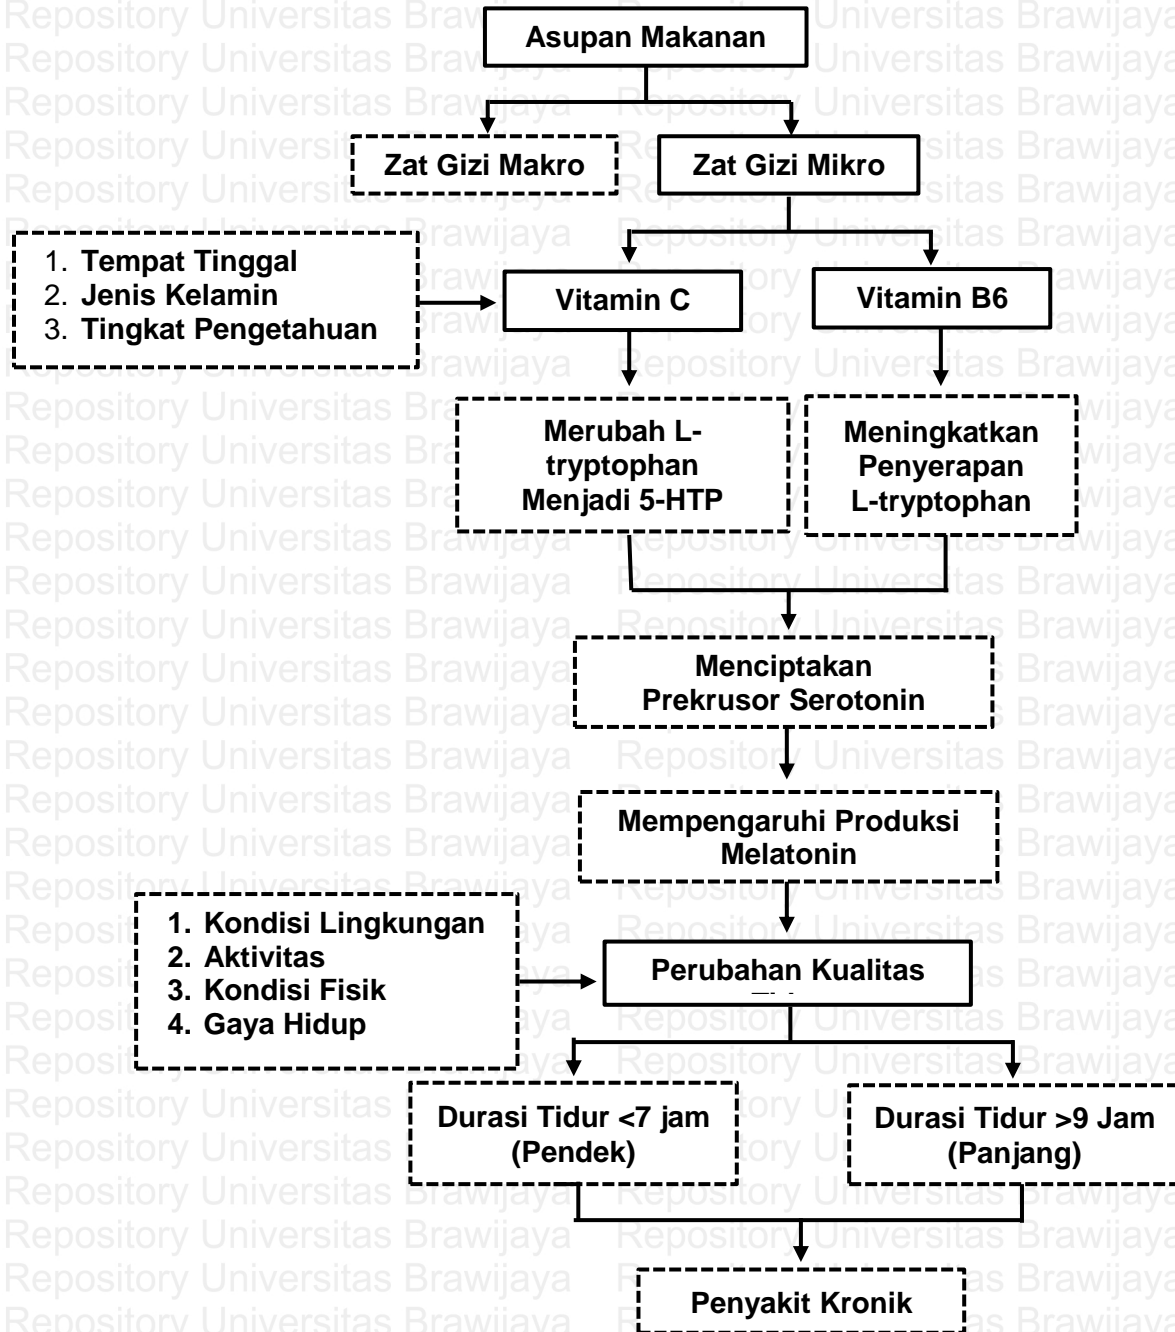 Asupan Makanan
Zat Gizi Makro
Zat Gizi Mikro
1. Tempat Tinggal
2. Jenis Kelamin
3. Tingkat Pengetahuan
Vitamin C
Vitamin B6
Merubah L-
tryptophan
Menjadi 5-HTP
Meningkatkan
Penyerapan
L-tryptophan
Menciptakan
Prekrusor Serotonin
Mempengaruhi Produksi
Melatonin
1. Kondisi Lingkungan
2. Aktivitas
3. Kondisi Fisik
4. Gaya Hidup
Perubahan Kualitas
Durasi Tidur <7 jam
(Pendek)
Durasi Tidur >9 Jam
(Panjang)
Penyakit Kronik
Repository Universitas Brawijaya